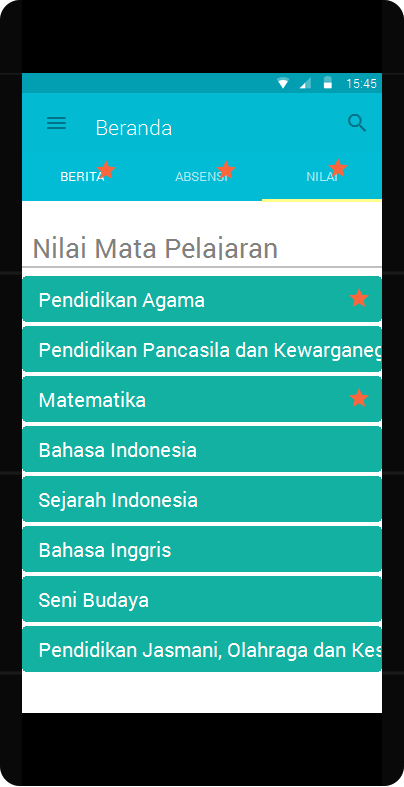 15:45
Beranda
BERITA ABSENSI NILAI
Nilai Mata Pelajaran
Pendidikan Agama
Pendidikan Pancasila dan Kewarganeg
Matematika
Bahasa Indonesia
Sejarah Indonesia
Bahasa Inggris
Seni Budaya
Pendidikan Jasmani, Olahraga dan Kes